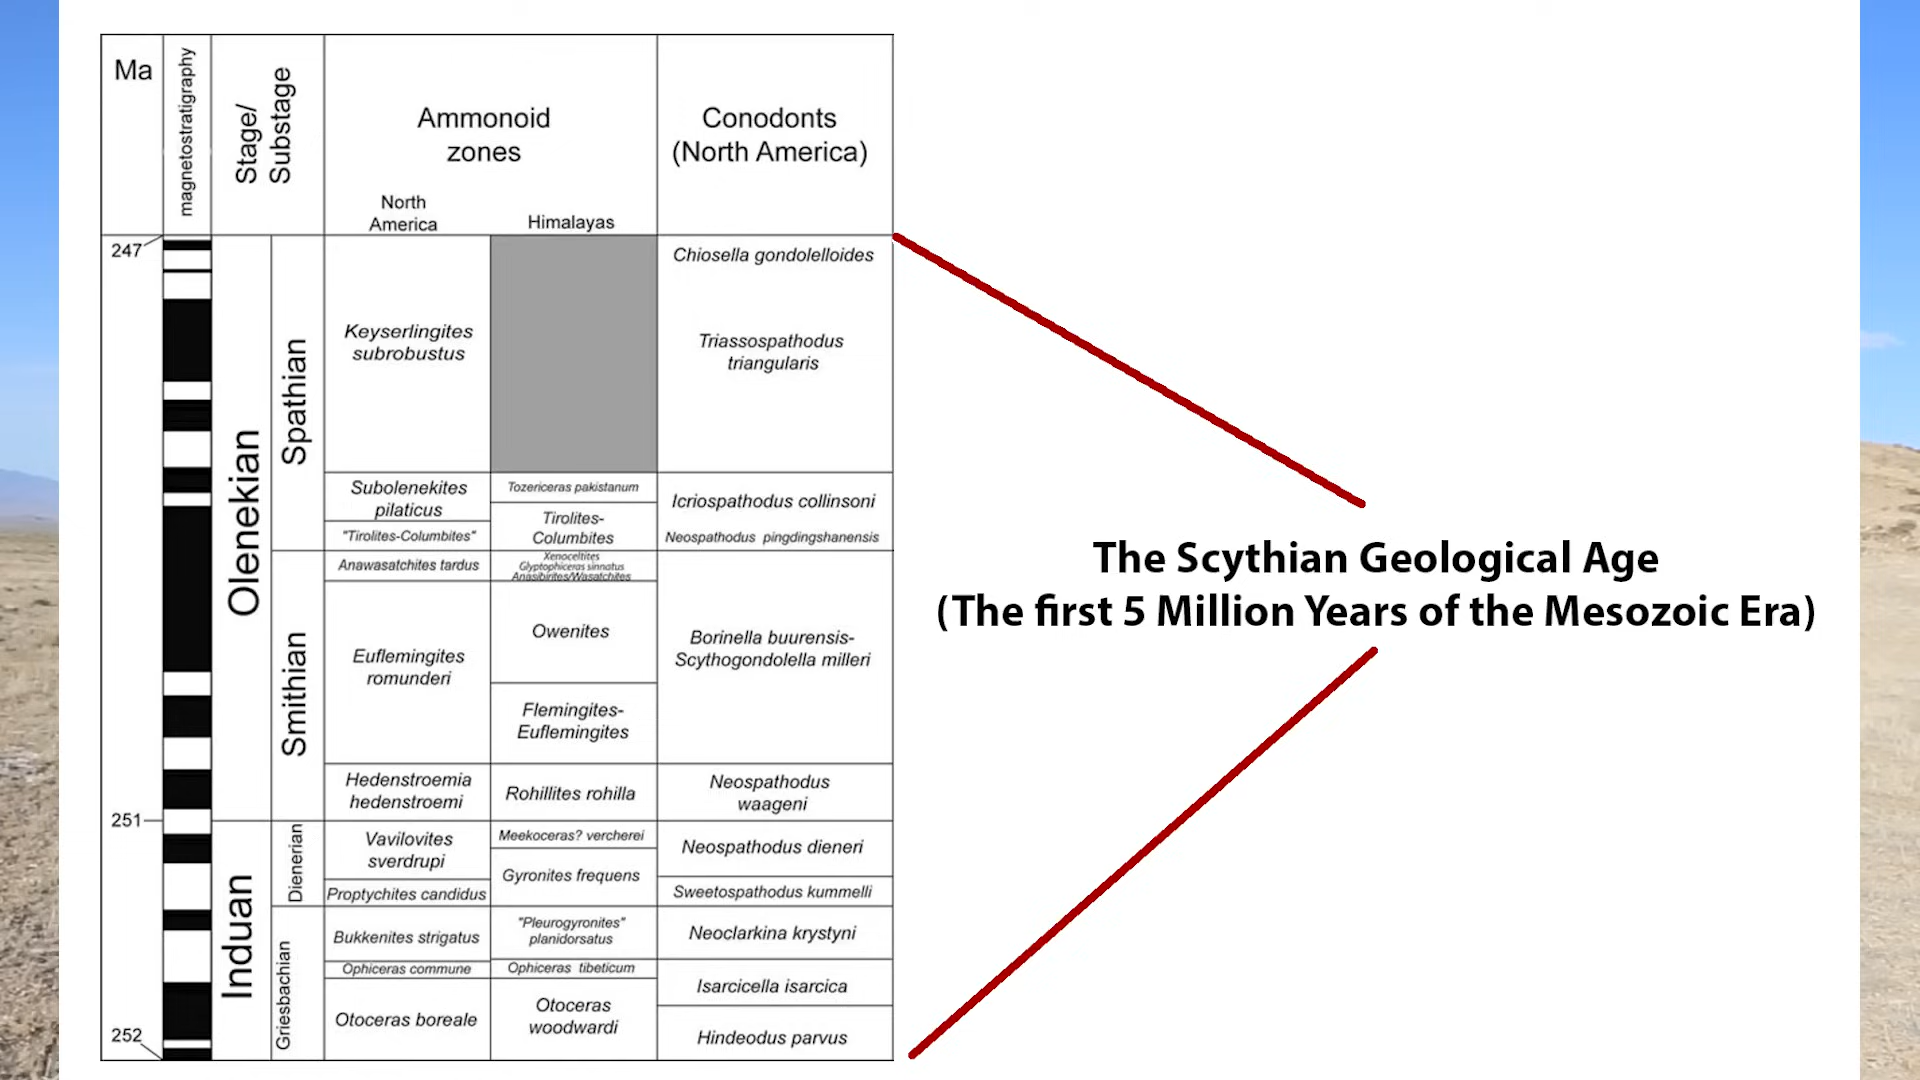 Ma
magnetostratigraphy
Stage/
Substage
Ammonoid
zones
North
America
Himalayas
Conodonts
(North America)
247
Olenekian
Spathian
Keyserlingites
subrobustus
Chiosella gondolelloides
Triassospathodus
triangularis
Subolenekites
pilaticus
"Tirolites-Columbites"
Tozericeras pakistanum
Tirolites-
Columbites
Icriospathodus collinsoni
Neospathodus pingdingshanensis
Smithian
Anawasatchites tardus
Xenoceltites
Glyptophiceras sinnatus
Anasibirites/Wasatchites
Euflemingites
romunderi
Owenites
Flemingites-
Euflemingites
Borinella buurensis-
Scythogondolella milleri
Hedenstroemia
hedenstroemi
Rohillites rohilla
Neospathodus
waageni
251
Induan
Dienerian
Vavilovites
sverdrupi
Proptychites candidus
Meekoceras? vercherei
Gyronites frequens
Neospathodus dieneri
Sweetospathodus kummelli
Griesbachian
Bukkenites strigatus
Ophiceras commune
Otoceras boreale
"Pleurogyronites"
planidorsatus
Ophiceras tibeticum
Otoceras
woodwardi
Neoclarkina krystyni
Isarcicella isarcica
Hindeodus parvus
252
The Scythian Geological Age
(The first 5 Million Years of the Mesozoic Era)